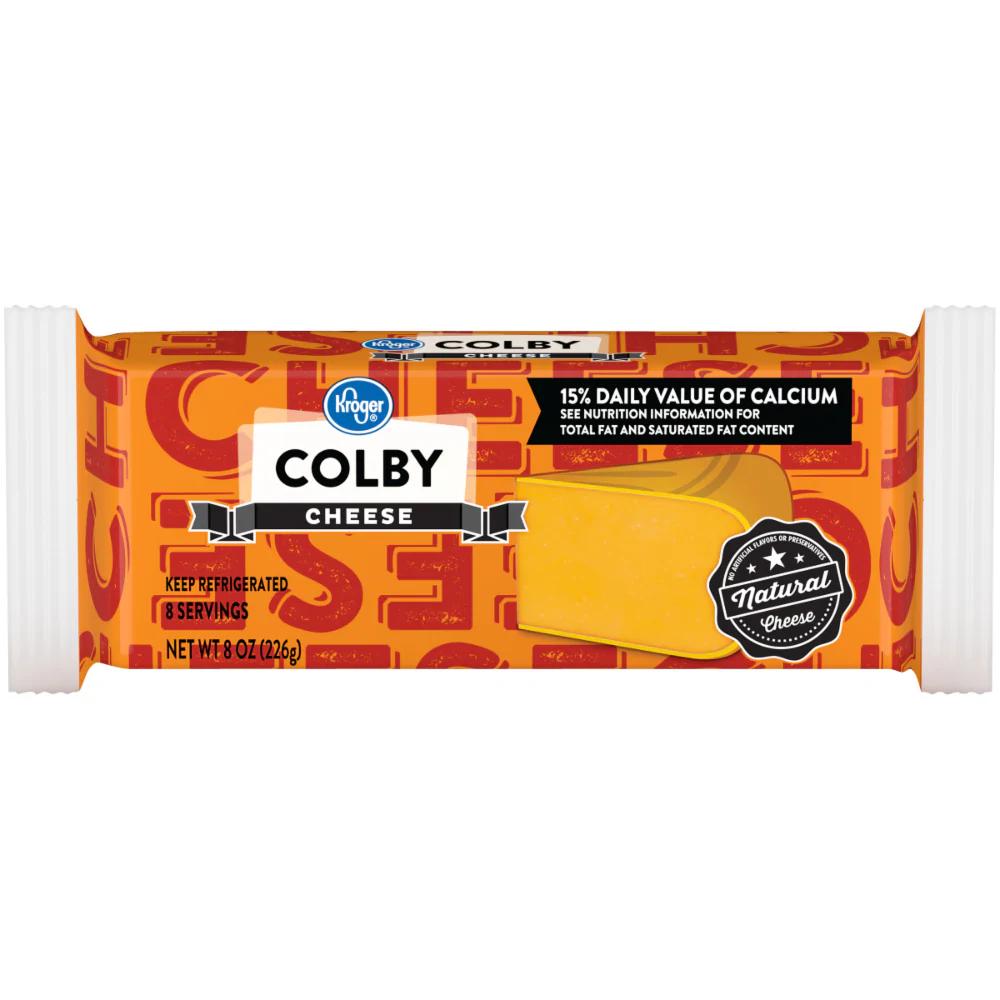 Kroger
COLBY
CHEESE
Kroger®
COLBY
CHEESE
15% DAILY VALUE OF CALCIUM
SEE NUTRITION INFORMATION FOR
TOTAL FAT AND SATURATED FAT CONTENT
NO ARTIFICIAL FLAVORS OR PRESERVATIVES
Natural
Cheese
KEEP REFRIGERATED
8 SERVINGS
NET WT 8 OZ (226g)
CHEESE